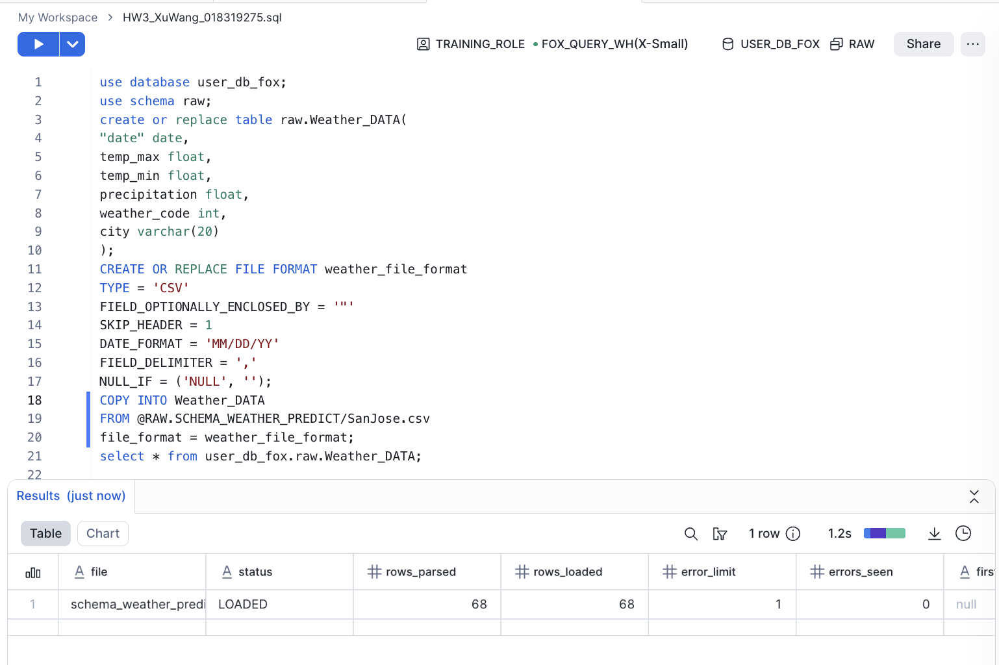 My Workspace > HW3_XuWang_018319275.sql
TRAINING_ROLE • FOX_QUERY_WH(X-Small) USER_DB_FOX RAW Share ...
1 use database user_db_fox;
2 use schema raw;
3 create or replace table raw.Weather_DATA(
4 "date" date,
5 temp_max float,
6 temp_min float,
7 precipitation float,
8 weather_code int,
9 city varchar(20)
10 );
11 CREATE OR REPLACE FILE FORMAT weather_file_format
12 TYPE = 'CSV'
13 FIELD_OPTIONALLY_ENCLOSED_BY = '"'
14 SKIP_HEADER = 1
15 DATE_FORMAT = 'MM/DD/YY'
16 FIELD_DELIMITER = ','
17 NULL_IF = ('NULL', '');
18 COPY INTO Weather_DATA
19 FROM @RAW.SCHEMA_WEATHER_PREDICT/SanJose.csv
20 file_format = weather_file_format;
21 select * from user_db_fox.raw.Weather_DATA;
22
Results (just now)
Table Chart 1 row 1.2s
A file A status # rows_parsed # rows_loaded # error_limit # errors_seen A firs
1 schema_weather_predi LOADED 68 68 1 0 null